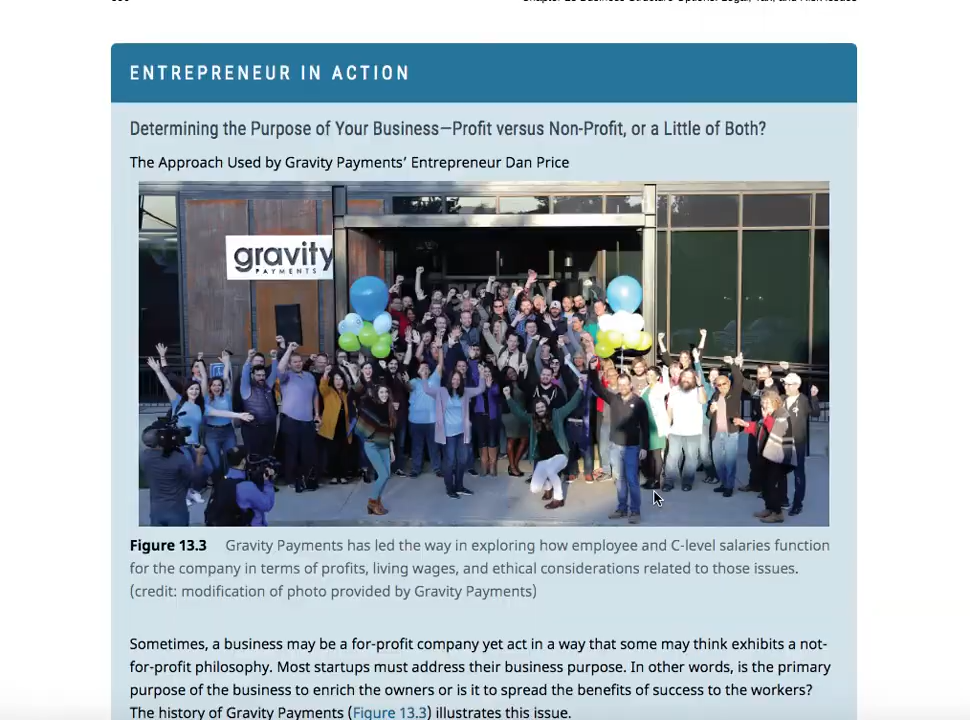 ENTREPRENEUR IN ACTION
Determining the Purpose of Your Business—Profit versus Non-Profit, or a Little of Both?
The Approach Used by Gravity Payments’ Entrepreneur Dan Price
gravity
PAYMENTS
Figure 13.3 Gravity Payments has led the way in exploring how employee and C-level salaries function
for the company in terms of profits, living wages, and ethical considerations related to those issues.
(credit: modification of photo provided by Gravity Payments)
Sometimes, a business may be a for-profit company yet act in a way that some may think exhibits a not-
for-profit philosophy. Most startups must address their business purpose. In other words, is the primary
purpose of the business to enrich the owners or is it to spread the benefits of success to the workers?
The history of Gravity Payments (Figure 13.3) illustrates this issue.